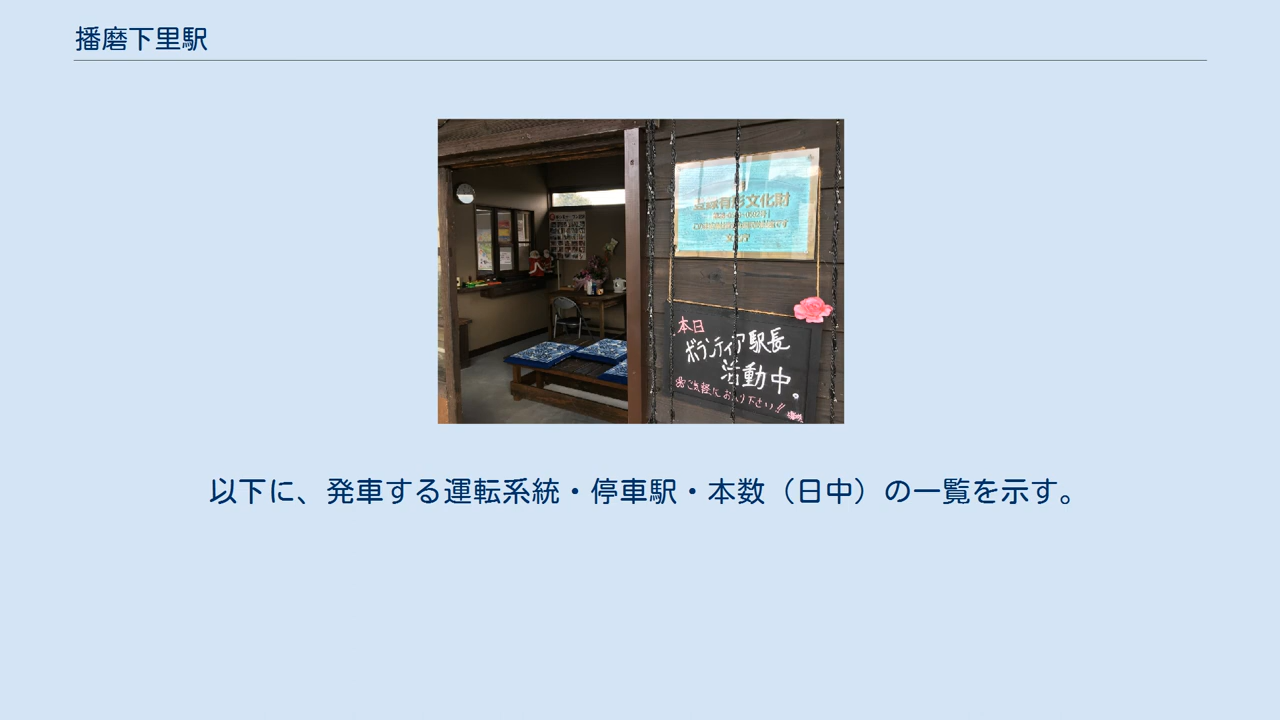 播磨下里駅
文化財
本日
ボランティア駅長
活動中。
以下に、発車する運転系統・停車駅・本数（日中）の一覧を示す。